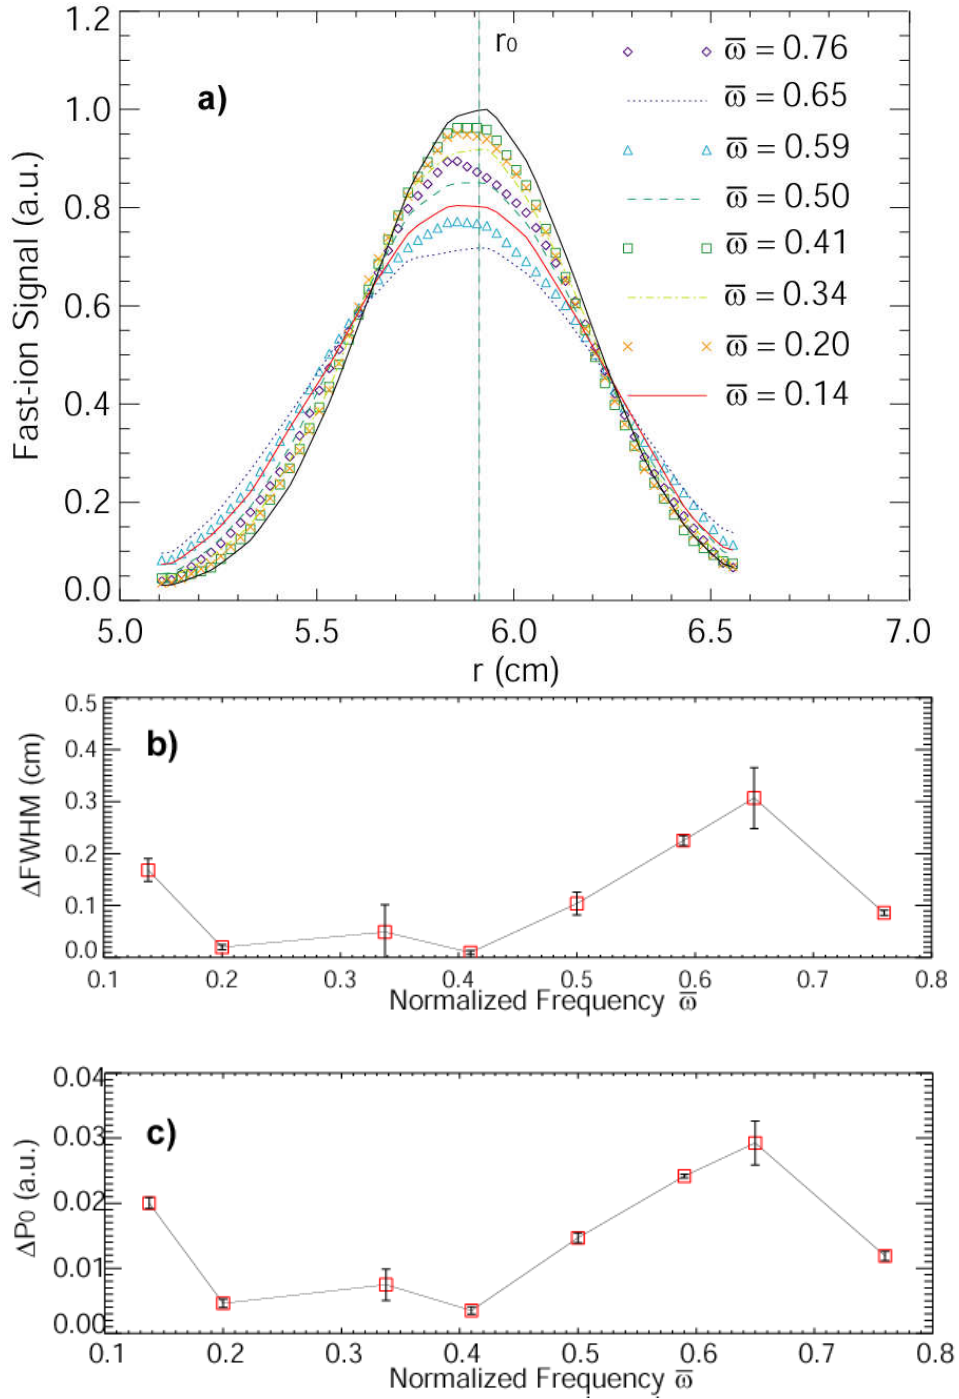 a)
r₀
Fast-ion Signal (a.u.)
1.2
1.0
0.8
0.6
0.4
0.2
0.0
5.0 5.5 6.0 6.5 7.0
r (cm)
ω̅ = 0.76
ω̅ = 0.65
ω̅ = 0.59
ω̅ = 0.50
ω̅ = 0.41
ω̅ = 0.34
ω̅ = 0.20
ω̅ = 0.14
b)
ΔFWHM (cm)
0.5
0.4
0.3
0.2
0.1
0.0
0.1 0.2 0.3 0.4 0.5 0.6 0.7 0.8
Normalized Frequency ω̅
c)
ΔP₀ (a.u.)
0.04
0.03
0.02
0.01
0.00
0.1 0.2 0.3 0.4 0.5 0.6 0.7 0.8
Normalized Frequency ω̅